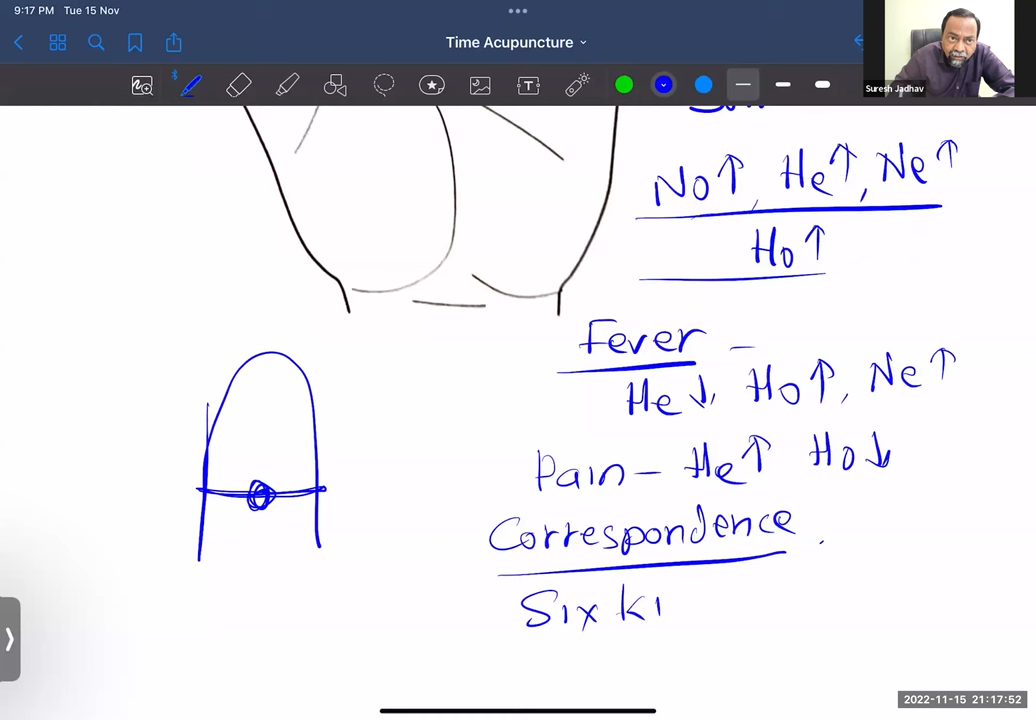 9:17 PM Tue 15 Nov
Time Acupuncture
Suresh Jadhav
No↑, He↑, Ne↑
Ho↑
Fever –
He↓, Ho↑, Ne↑
Pain – He↑ Ho↓
Correspondence
Six Ki
2022-11-15 21:17:52